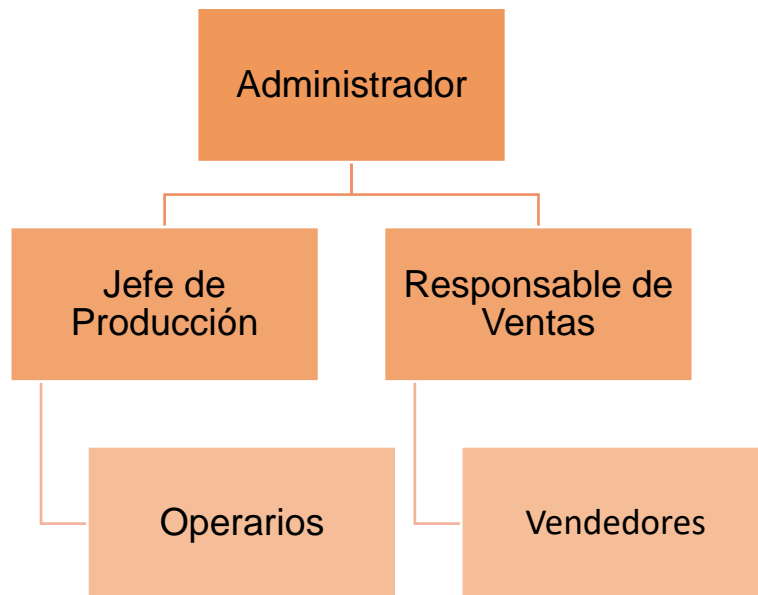 Administrador
Jefe de
Producción
Responsable de
Ventas
Operarios
Vendedores